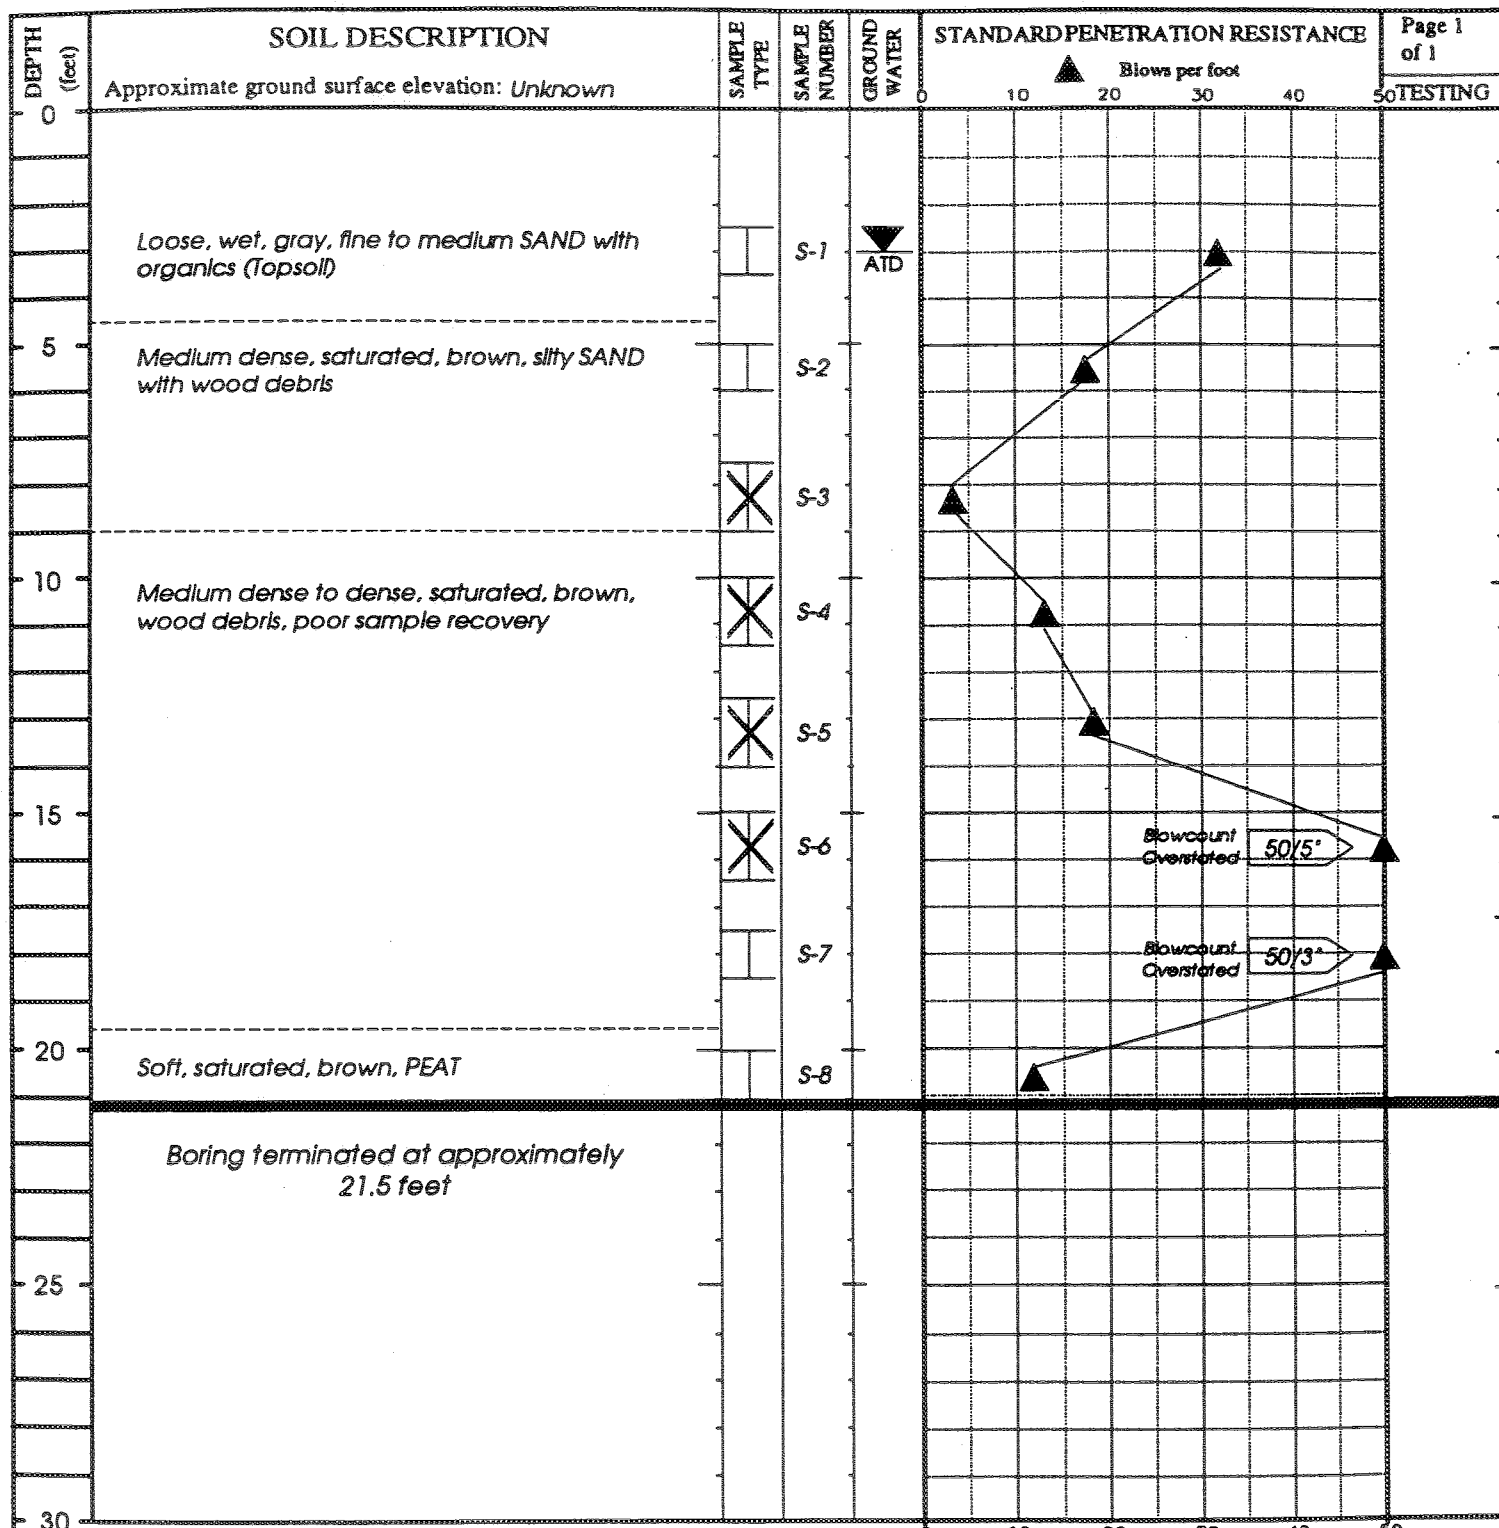 DEPTH
(feet)
SOIL DESCRIPTION
Approximate ground surface elevation: Unknown
SAMPLE
TYPE
SAMPLE
NUMBER
GROUND
WATER
STANDARD PENETRATION RESISTANCE
Blows per foot
0 10 20 30 40 50
Page 1
of 1
TESTING
0
Loose, wet, gray, fine to medium SAND with
organics (Topsoil)
S-1
ATD
5
Medium dense, saturated, brown, silty SAND
with wood debris
S-2
S-3
10
Medium dense to dense, saturated, brown,
wood debris, poor sample recovery
S-4
S-5
15
S-6
Blowcount
Overstated
50/5"
S-7
Blowcount
Overstated
50/3"
20
Soft, saturated, brown, PEAT
S-8
Boring terminated at approximately
21.5 feet
25
30